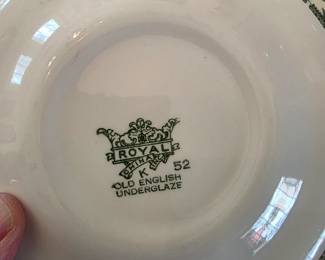 ROYAL
CHINA
K 52
OLD ENGLISH
UNDERGLAZE